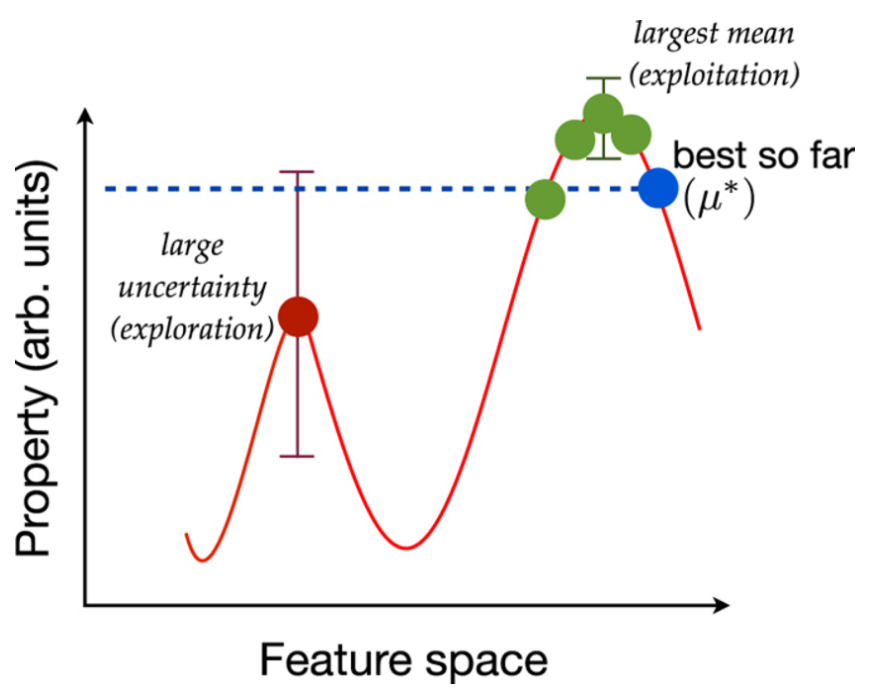 largest mean
(exploitation)
best so far
(μ*)
large
uncertainty
(exploration)
Property (arb. units)
Feature space